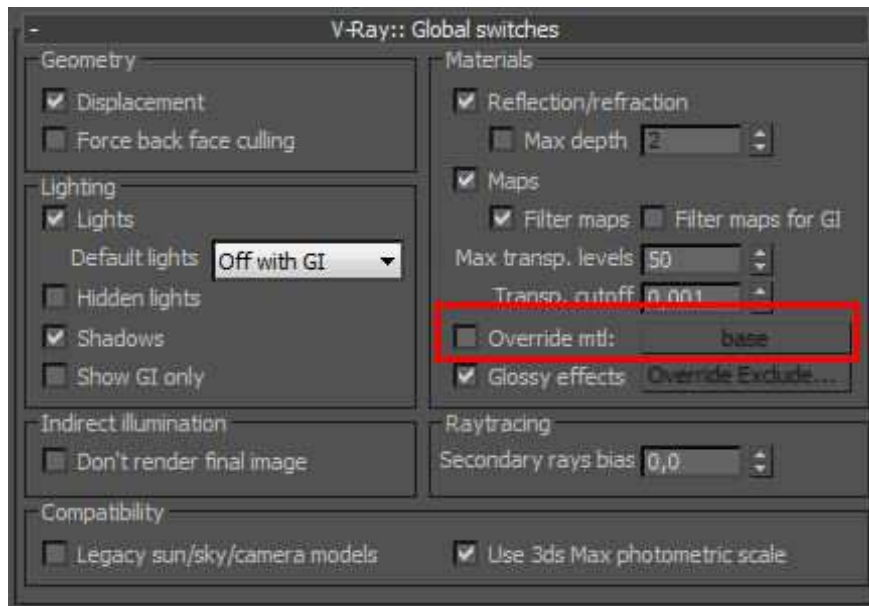 - V-Ray:: Global switches
Geometry
Displacement
Force back face culling
Lighting
Lights
Default lights Off with GI
Hidden lights
Shadows
Show GI only
Indirect illumination
Don't render final image
Materials
Reflection/refraction
Max depth 2
Maps
Filter maps Filter maps for GI
Max transp. levels 50
Transp. cutoff 0,001
Override mtl: base
Glossy effects Override Exclude...
Raytracing
Secondary rays bias 0,0
Compatibility
Legacy sun/sky/camera models Use 3ds Max photometric scale